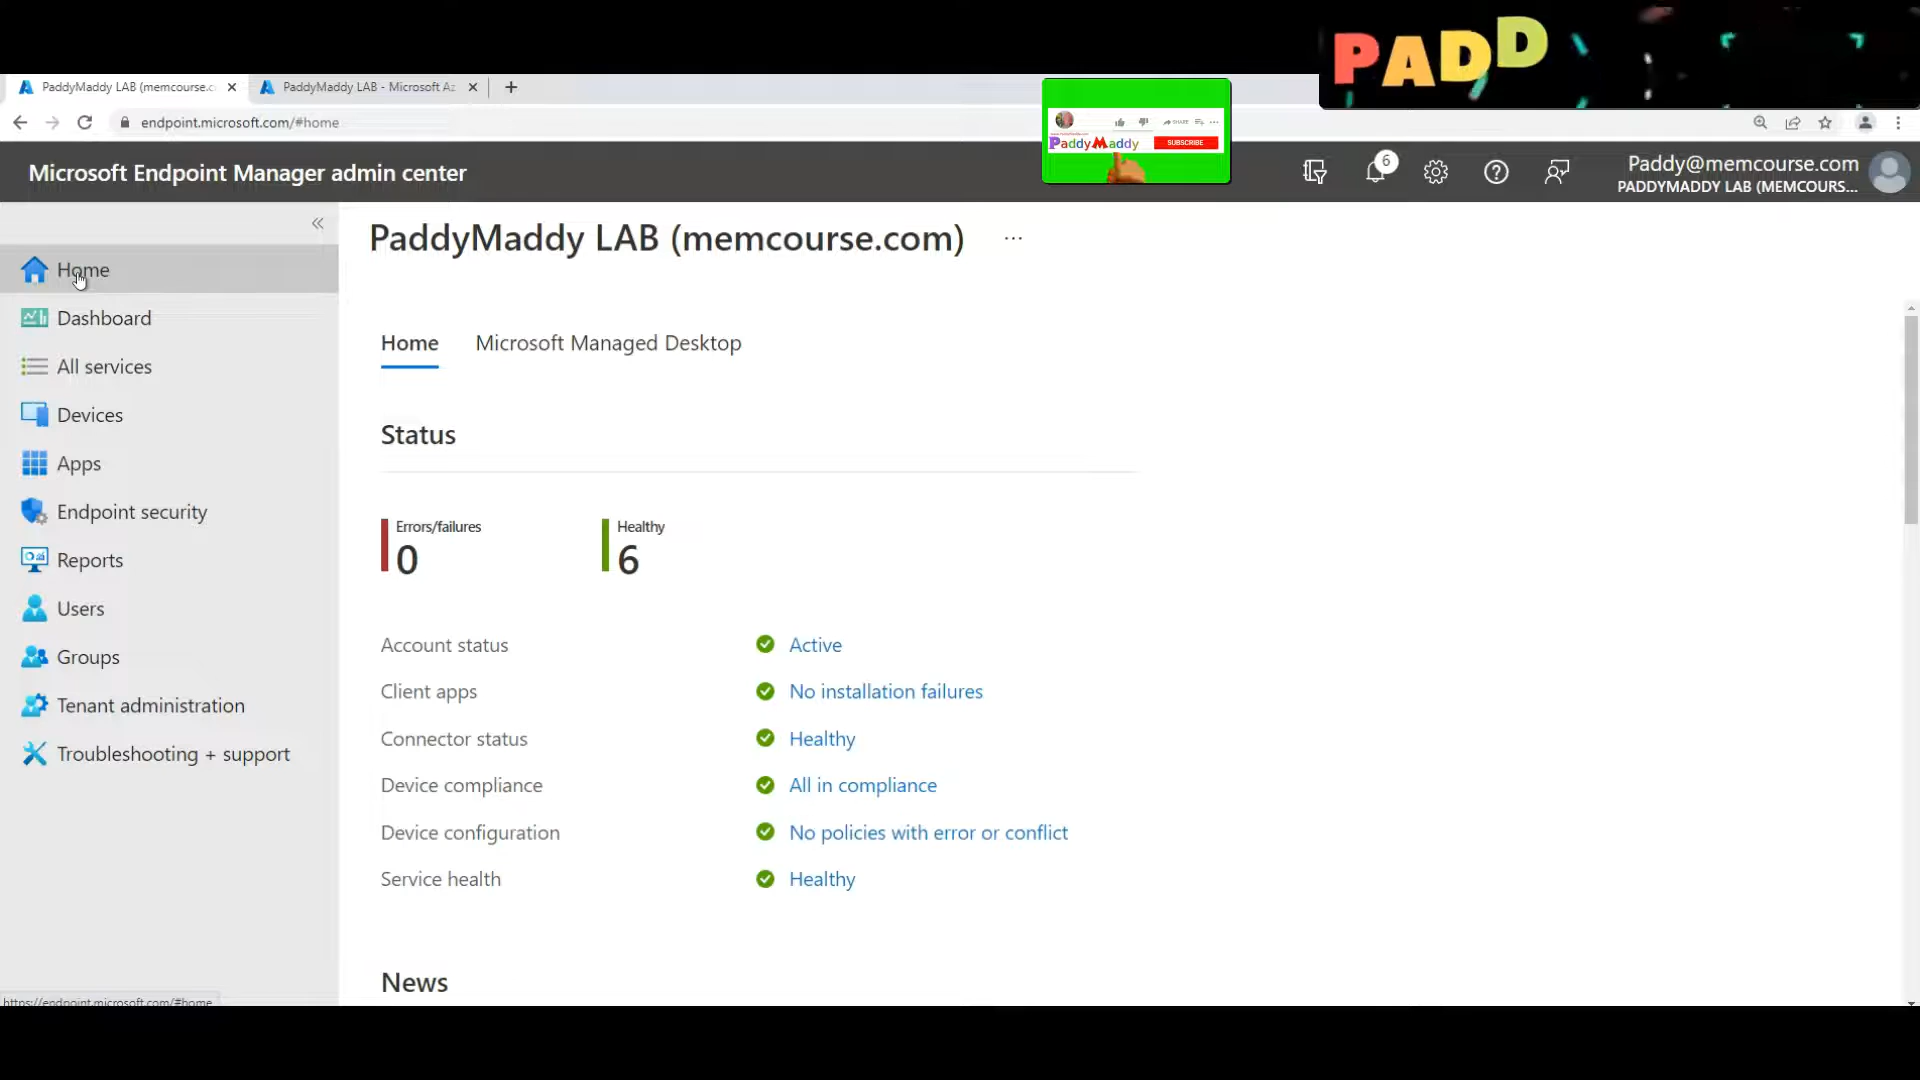 PADD
PaddyMaddy LAB (memcourse.c
PaddyMaddy LAB - Microsoft Az
endpoint.microsoft.com/#home
SHARE
PaddyMaddy
SUBSCRIBE
Microsoft Endpoint Manager admin center
6
Paddy@memcourse.com
PADDYMADDY LAB (MEMCOURS...
PaddyMaddy LAB (memcourse.com)
...
Home
Dashboard
All services
Devices
Apps
Endpoint security
Reports
Users
Groups
Tenant administration
Troubleshooting + support
Home
Microsoft Managed Desktop
Status
Errors/failures
0
Healthy
6
Account status
Active
Client apps
No installation failures
Connector status
Healthy
Device compliance
All in compliance
Device configuration
No policies with error or conflict
Service health
Healthy
News
https://endpoint.microsoft.com/#home